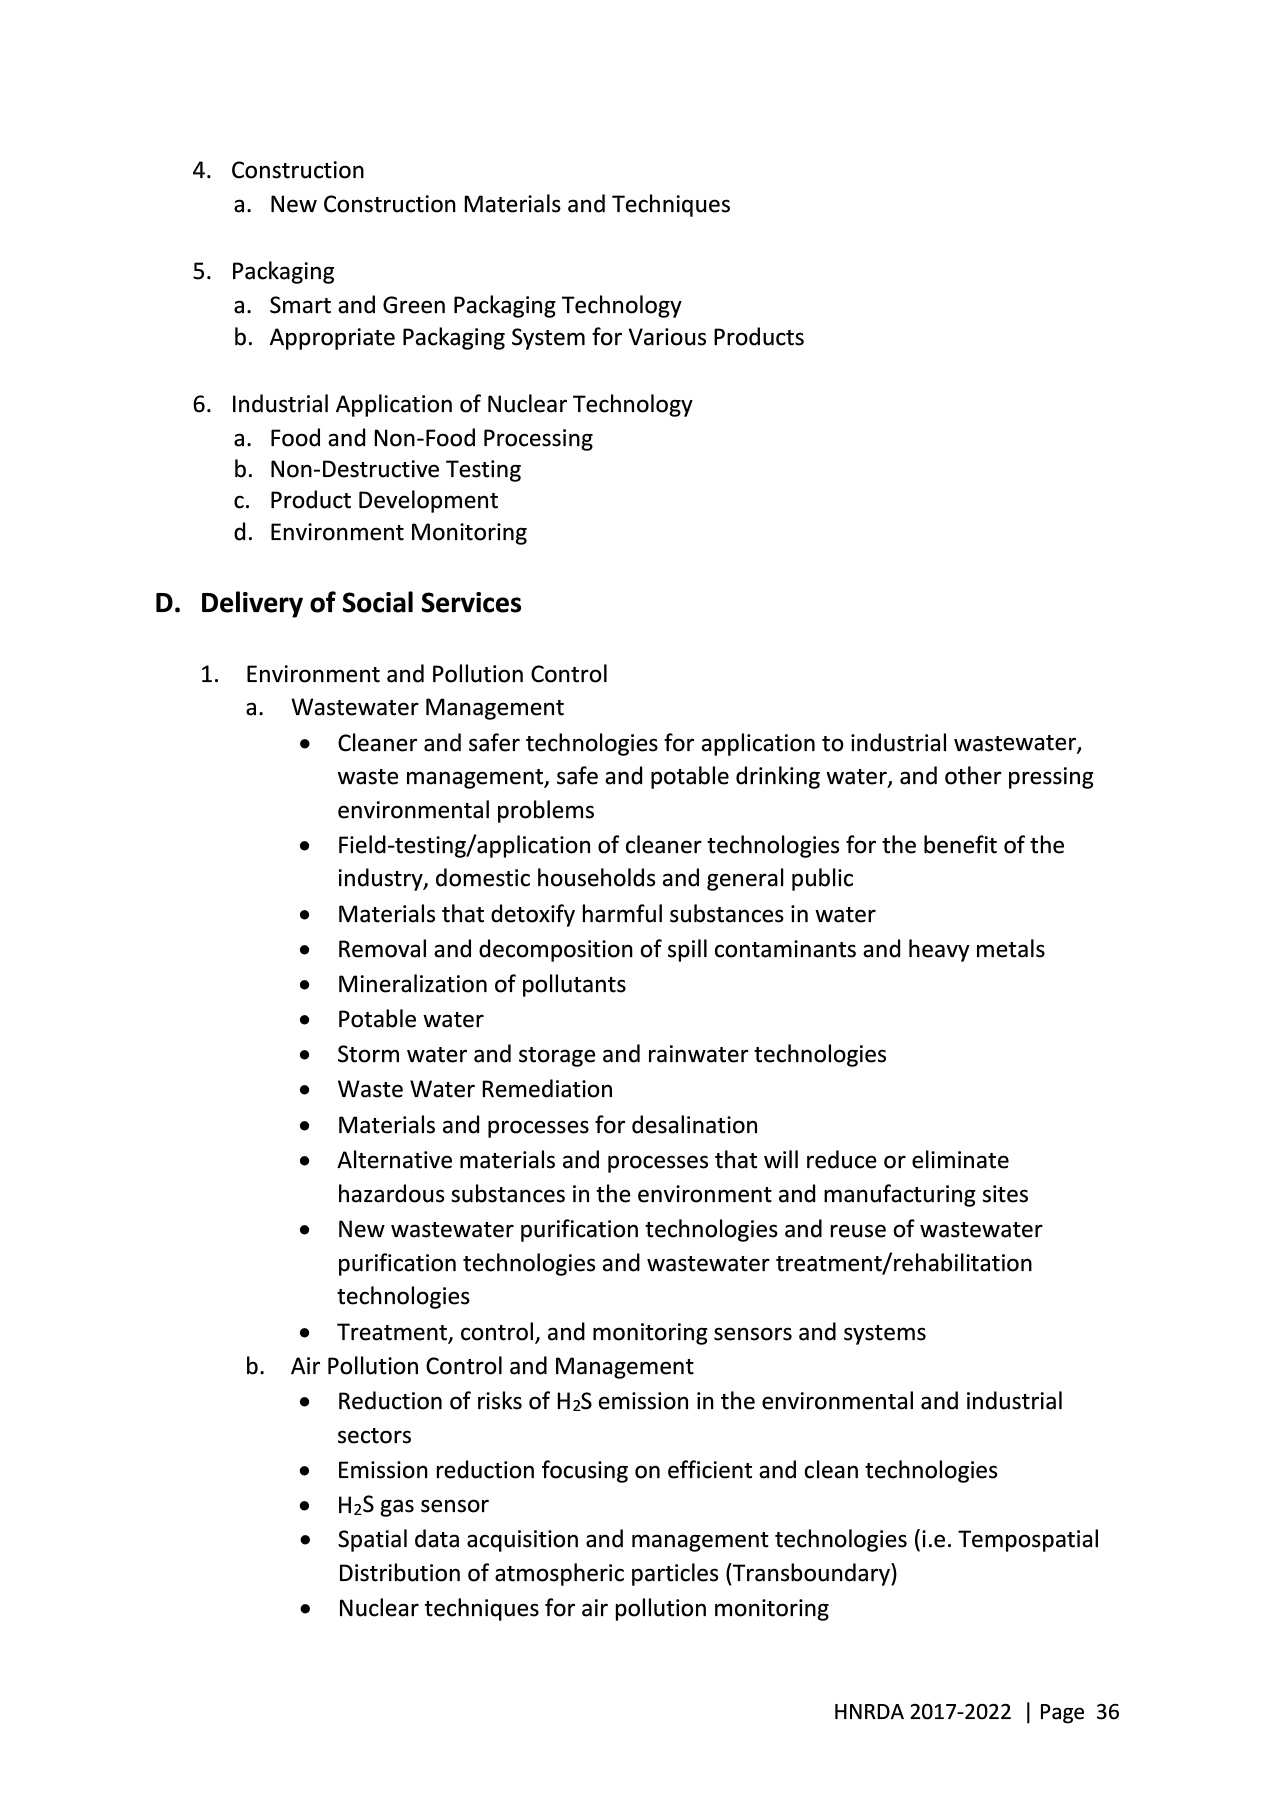 4. Construction
a. New Construction Materials and Techniques
5. Packaging
a. Smart and Green Packaging Technology
b. Appropriate Packaging System for Various Products
6. Industrial Application of Nuclear Technology
a. Food and Non-Food Processing
b. Non-Destructive Testing
c. Product Development
d. Environment Monitoring
D. Delivery of Social Services
1. Environment and Pollution Control
a. Wastewater Management
• Cleaner and safer technologies for application to industrial wastewater,
waste management, safe and potable drinking water, and other pressing
environmental problems
• Field-testing/application of cleaner technologies for the benefit of the
industry, domestic households and general public
• Materials that detoxify harmful substances in water
• Removal and decomposition of spill contaminants and heavy metals
• Mineralization of pollutants
• Potable water
• Storm water and storage and rainwater technologies
• Waste Water Remediation
• Materials and processes for desalination
• Alternative materials and processes that will reduce or eliminate
hazardous substances in the environment and manufacturing sites
• New wastewater purification technologies and reuse of wastewater
purification technologies and wastewater treatment/rehabilitation
technologies
• Treatment, control, and monitoring sensors and systems
b. Air Pollution Control and Management
• Reduction of risks of H₂S emission in the environmental and industrial
sectors
• Emission reduction focusing on efficient and clean technologies
• H₂S gas sensor
• Spatial data acquisition and management technologies (i.e. Tempospatial
Distribution of atmospheric particles (Transboundary)
• Nuclear techniques for air pollution monitoring
HNRDA 2017-2022 | Page 36